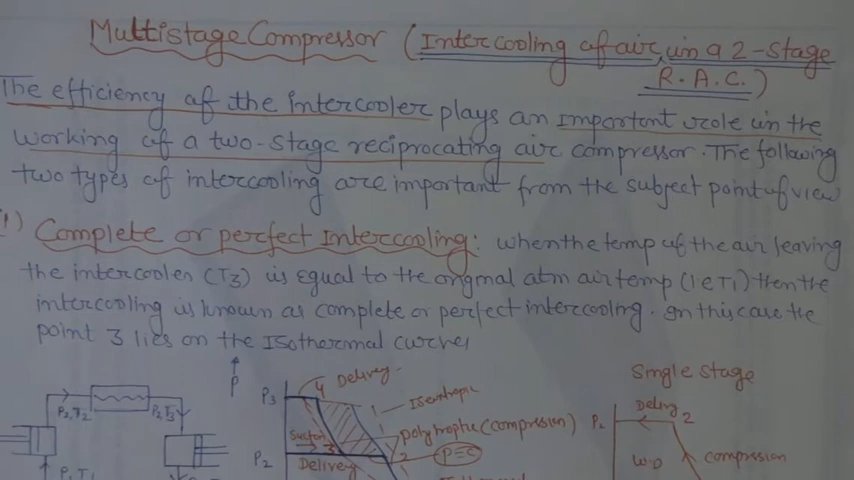 Multistage Compressor (Intercooling of air in a 2-stage
R.A.C.)
The efficiency of the intercooler plays an important role in the
working of a two-stage reciprocating air compressor. The following
two types of intercooling are important from the subject point of view
1) Complete or perfect Intercooling: when the temp of the air leaving
the intercooler (T3) is equal to the original atm air temp (ie T1) then the
intercooling is known as complete or perfect intercooling. In this case the
point 3 lies on the Isothermal curve,
Single stage
P
P3
4
Delivery
Isentropic
P2,T2
P2,T3
Suction
3
polytropic (compression)
P2
Delivery
2
P=C
P1,T1
P2
Delivery
2
W.D
compression